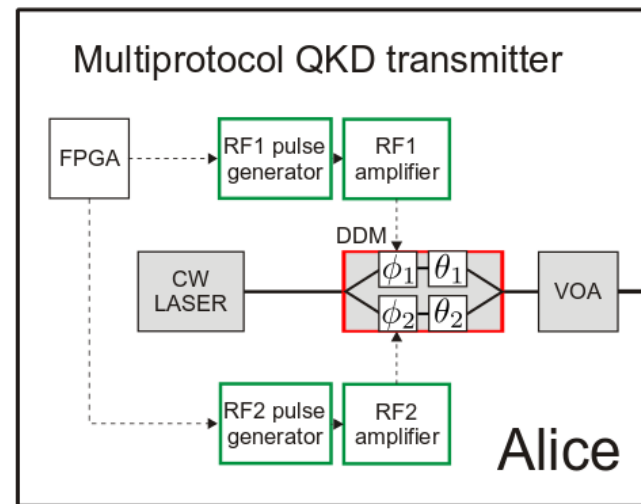 Multiprotocol QKD transmitter
FPGA
RF1 pulse
generator
RF1
amplifier
DDM
CW
LASER
ϕ₁
θ₁
ϕ₂
θ₂
VOA
RF2 pulse
generator
RF2
amplifier
Alice